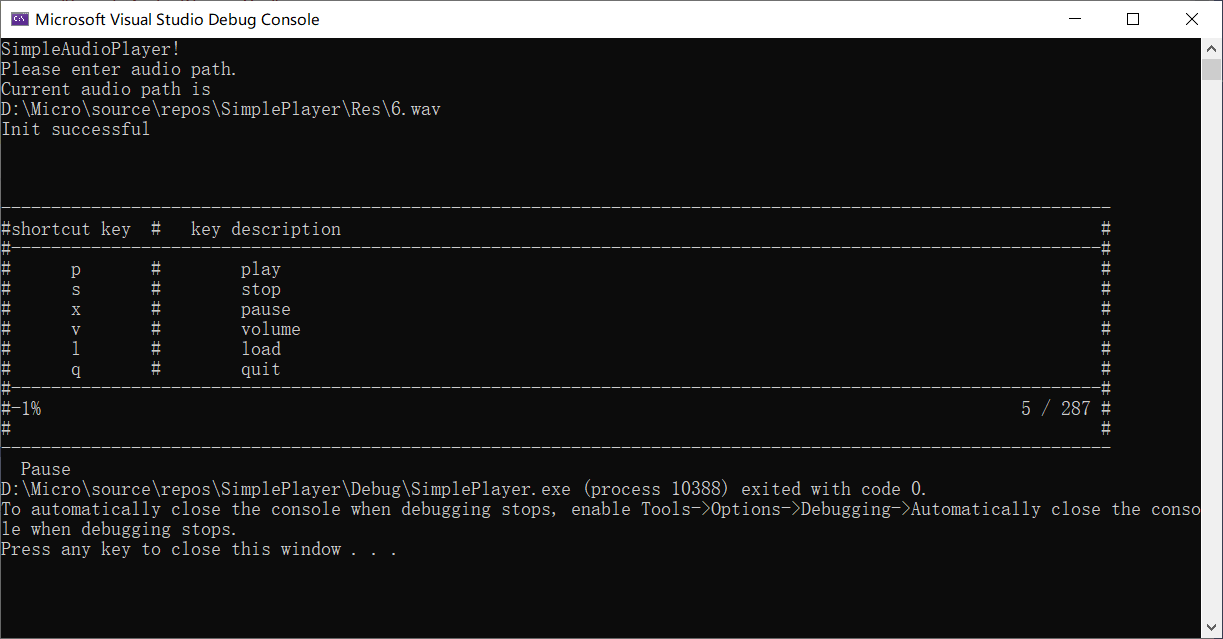 Microsoft Visual Studio Debug Console
SimpleAudioPlayer!
Please enter audio path.
Current audio path is
D:\Micro\source\repos\SimplePlayer\Res\6.wav
Init successful
---------------------------------------------------------------------------------------------------------------
#shortcut key  #   key description                                                                            #
#-------------------------------------------------------------------------------------------------------------#
#      p       #        play                                                                                  #
#      s       #        stop                                                                                  #
#      x       #        pause                                                                                 #
#      v       #        volume                                                                                #
#      l       #        load                                                                                  #
#      q       #        quit                                                                                  #
#-------------------------------------------------------------------------------------------------------------#
#-1%                                                                                                  5 / 287 #
#                                                                                                             #
---------------------------------------------------------------------------------------------------------------
  Pause
D:\Micro\source\repos\SimplePlayer\Debug\SimplePlayer.exe (process 10388) exited with code 0.
To automatically close the console when debugging stops, enable Tools->Options->Debugging->Automatically close the conso
le when debugging stops.
Press any key to close this window . . .